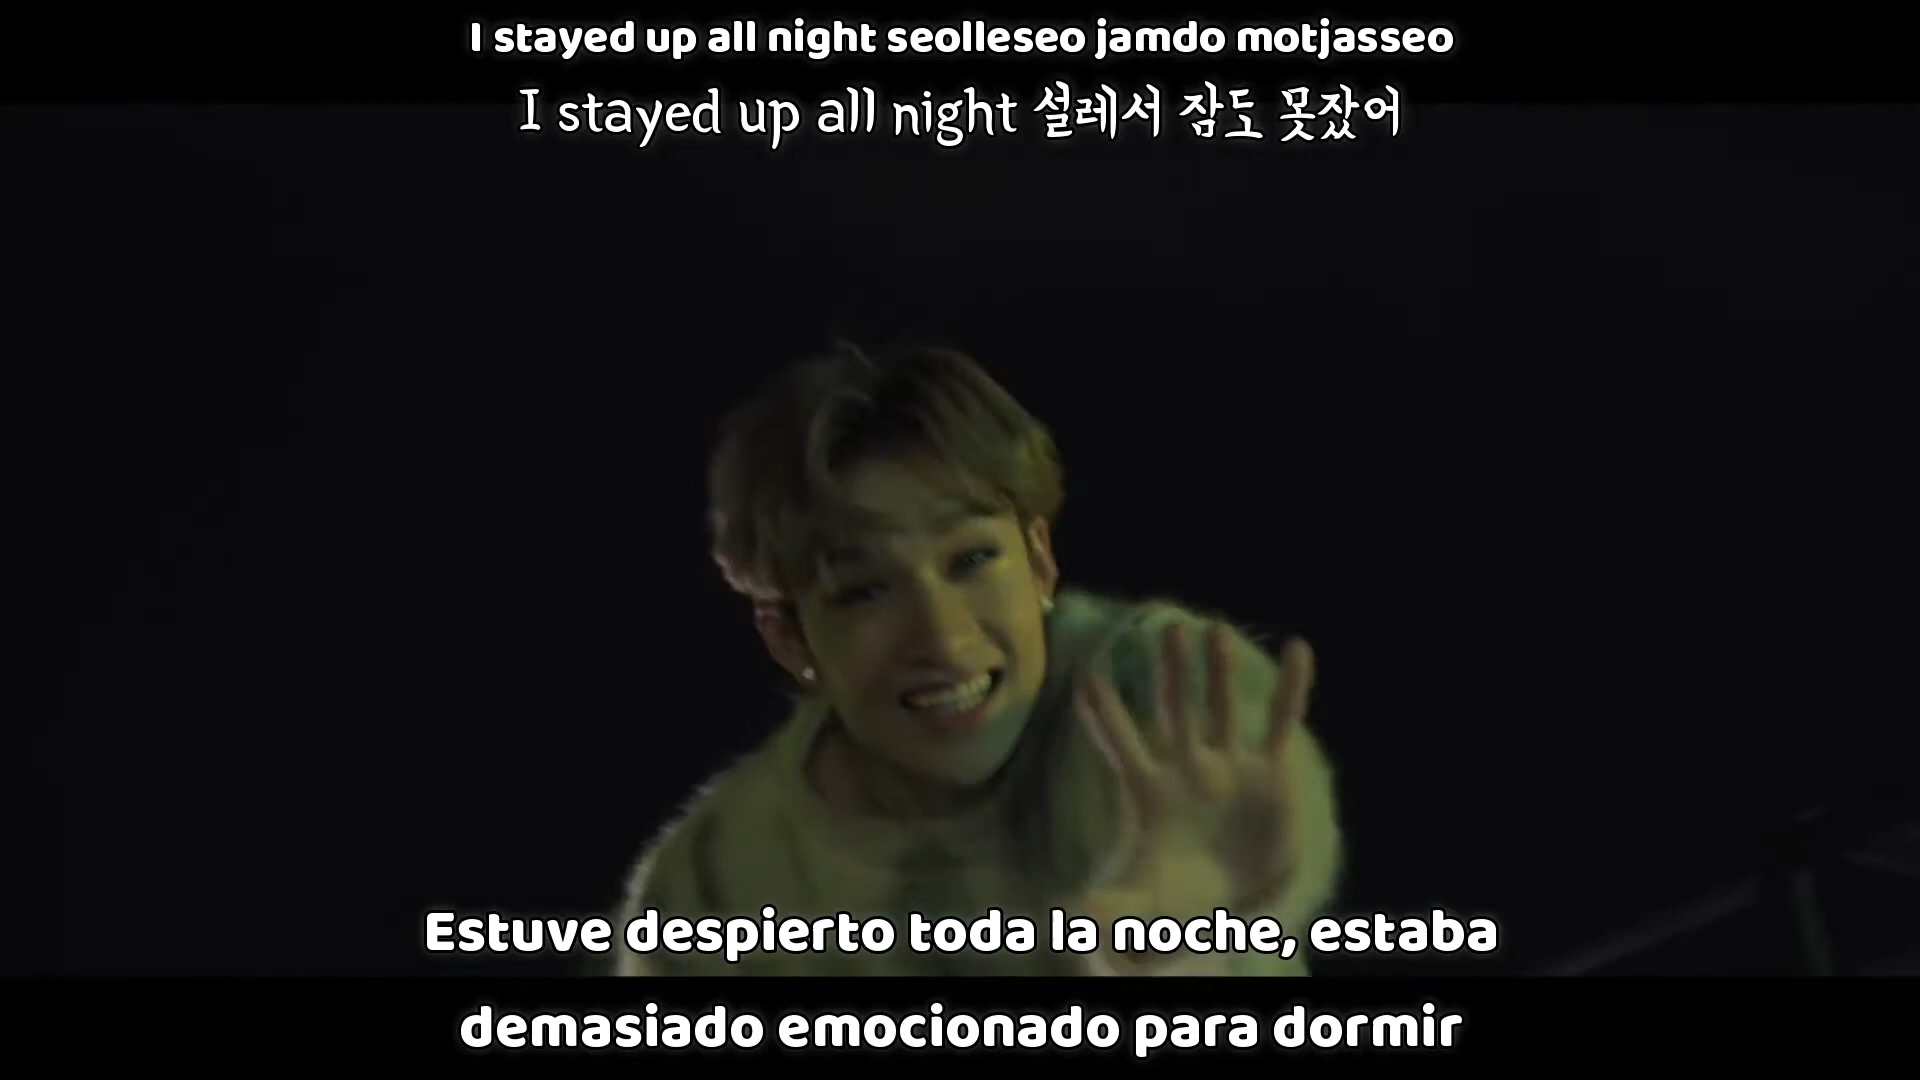 I stayed up all night seolleseo jamdo motjasseo
I stayed up all night 설레서 잠도 못잤어
Estuve despierto toda la noche, estaba
demasiado emocionado para dormir